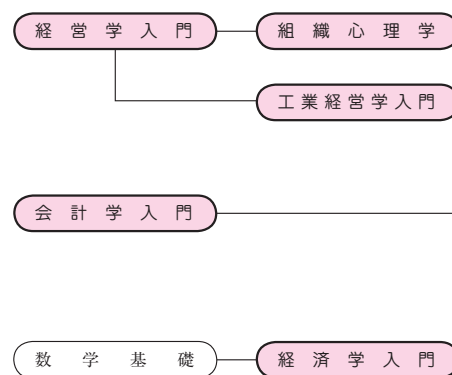 経営学入門
組織心理学
工業経営学入門
会計学入門
数学基礎
経済学入門